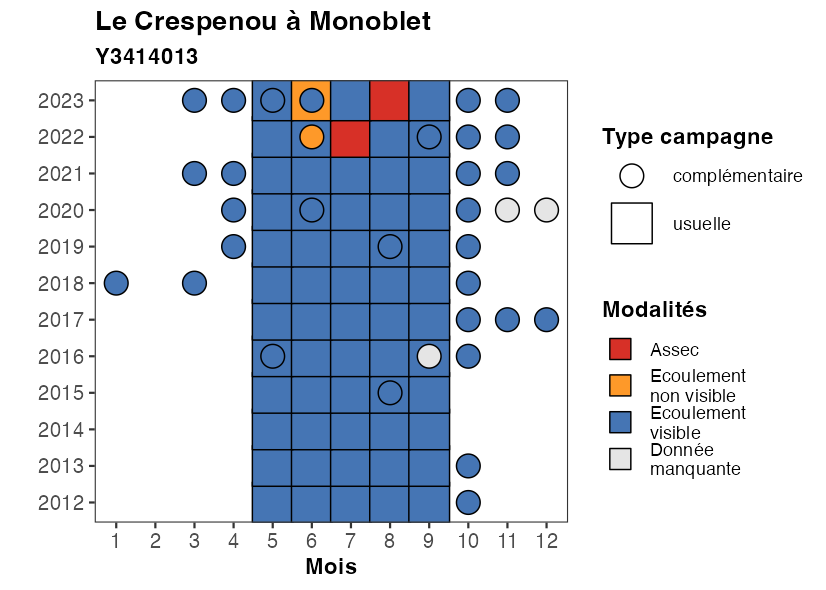 Le Crespenou à Monoblet
Y3414013
2023
2022
2021
2020
2019
2018
2017
2016
2015
2014
2013
2012
1 2 3 4 5 6 7 8 9 10 11 12
Mois
Type campagne
complémentaire
usuelle
Modalités
Assec
Ecoulement
non visible
Ecoulement
visible
Donnée
manquante